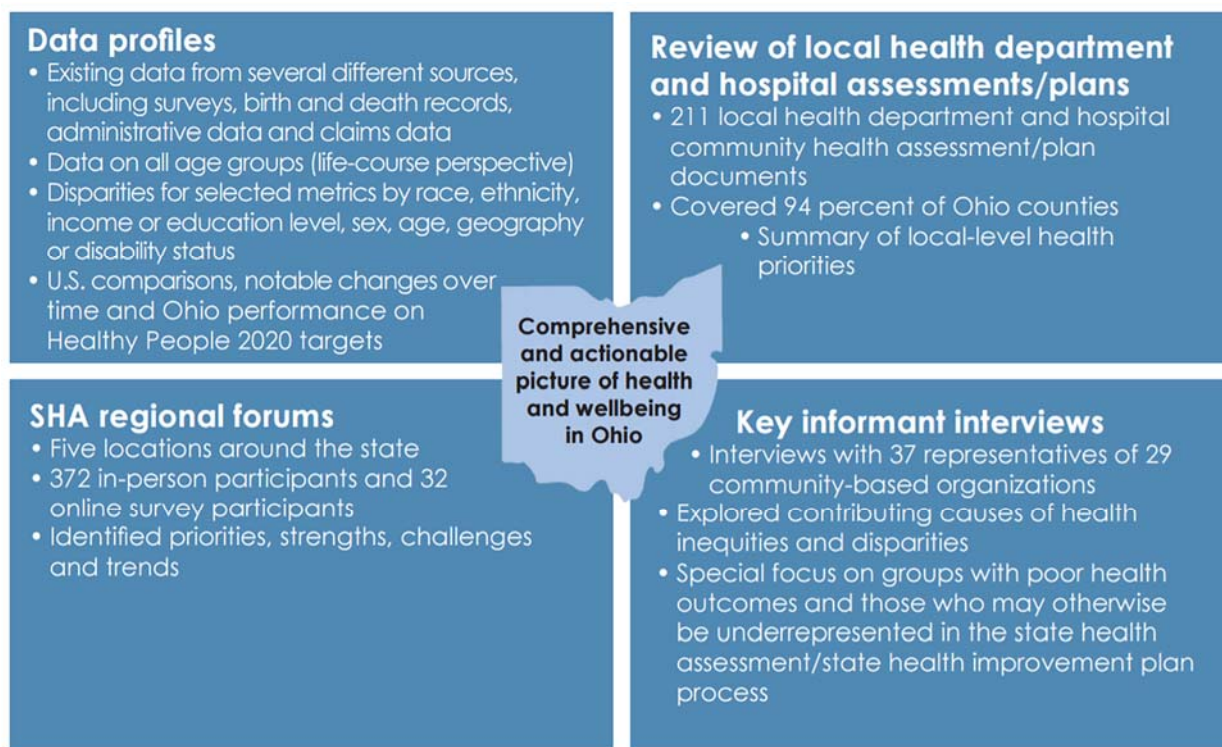 Data profiles
• Existing data from several different sources,
including surveys, birth and death records,
administrative data and claims data
• Data on all age groups (life-course perspective)
• Disparities for selected metrics by race, ethnicity,
income or education level, sex, age, geography
or disability status
• U.S. comparisons, notable changes over
time and Ohio performance on
Healthy People 2020 targets
Review of local health department
and hospital assessments/plans
• 211 local health department and hospital
community health assessment/plan
documents
• Covered 94 percent of Ohio counties
• Summary of local-level health
priorities
Comprehensive
and actionable
picture of health
and wellbeing
in Ohio
SHA regional forums
• Five locations around the state
• 372 in-person participants and 32
online survey participants
• Identified priorities, strengths, challenges
and trends
Key informant interviews
• Interviews with 37 representatives of 29
community-based organizations
• Explored contributing causes of health
inequities and disparities
• Special focus on groups with poor health
outcomes and those who may otherwise
be underrepresented in the state health
assessment/state health improvement plan
process